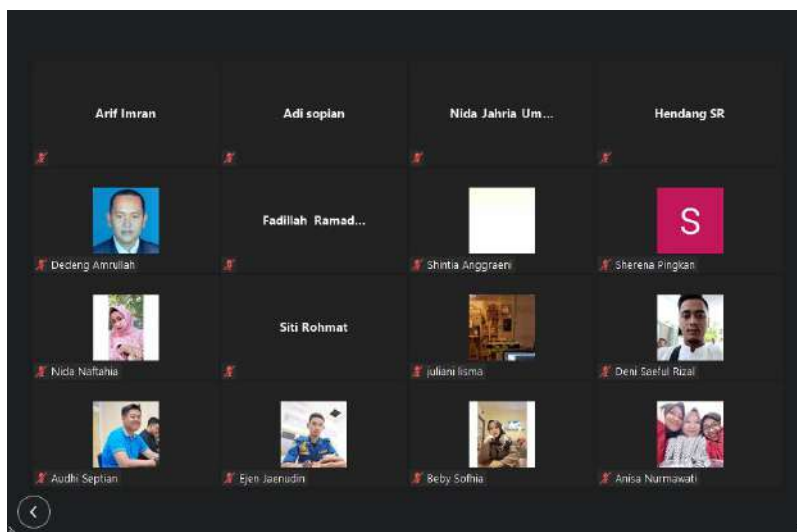 Arif Imran
Adi sopian
Nida Jahria Um...
Hendang SR
Dedeng Amrullah
Fadillah Ramad...
Shintia Anggraeni
S
Sherena Pingkan
Nida Naftahia
Siti Rohmat
juliani lisma
Deni Saeful Rizal
Audhi Septian
Ejen Jaenudin
Beby Sofhia
Anisa Nurmawati